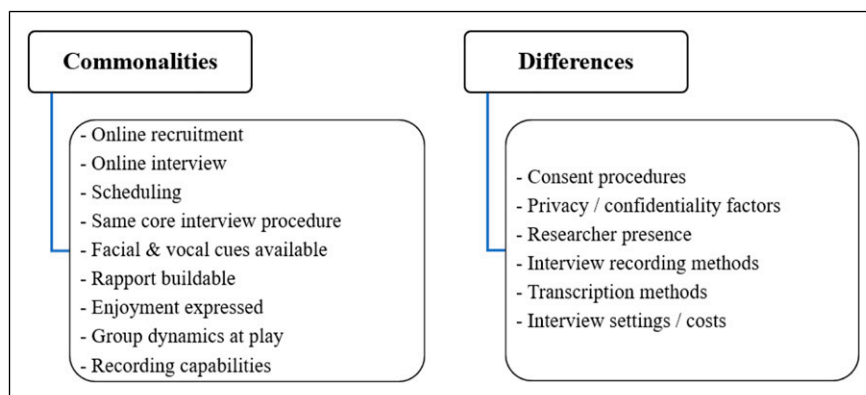 Commonalities
- Online recruitment
- Online interview
- Scheduling
- Same core interview procedure
- Facial & vocal cues available
- Rapport buildable
- Enjoyment expressed
- Group dynamics at play
- Recording capabilities
Differences
- Consent procedures
- Privacy / confidentiality factors
- Researcher presence
- Interview recording methods
- Transcription methods
- Interview settings / costs